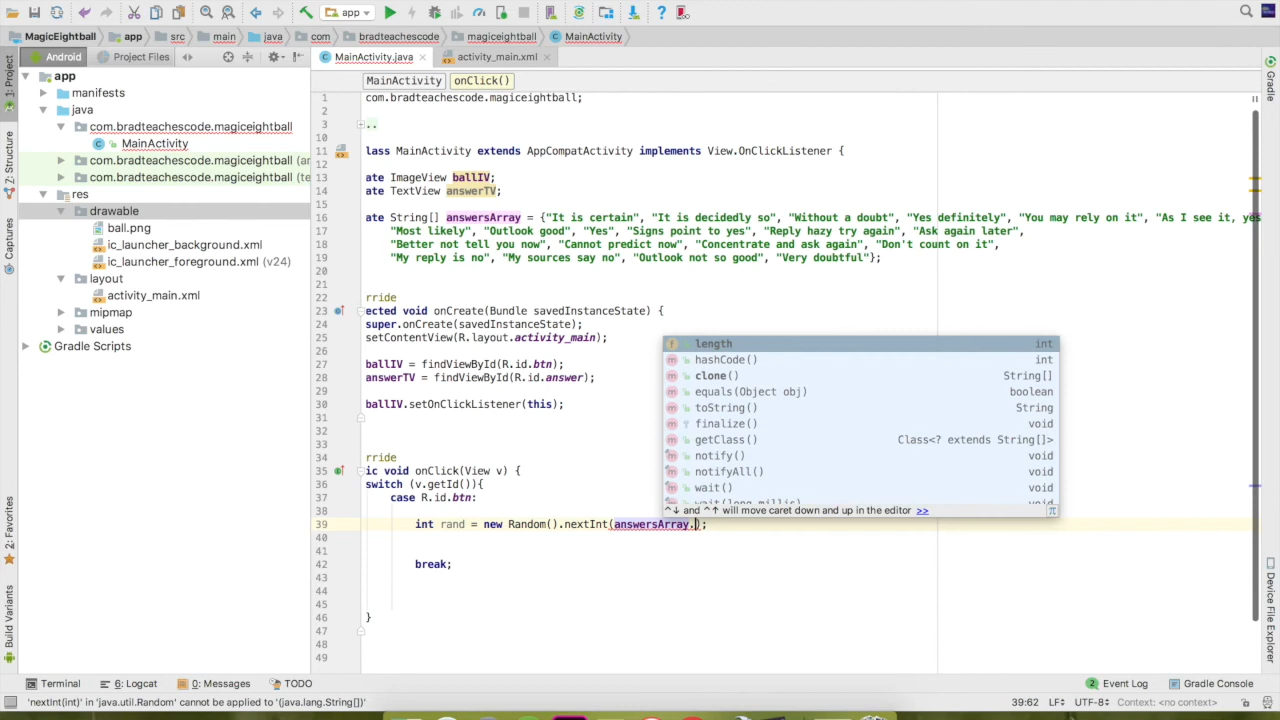 app
MagicEightball app src main java com bradteachescode magiceightball MainActivity
Android Project Files MainActivity.java activity_main.xml
MainActivity onClick()
1: Project
Z: Structure
Captures
2: Favorites
Build Variants
app
manifests
java
com.bradteachescode.magiceightball
MainActivity
com.bradteachescode.magiceightball (
com.bradteachescode.magiceightball (
res
drawable
ball.png
ic_launcher_background.xml
ic_launcher_foreground.xml (v24)
layout
activity_main.xml
mipmap
values
Gradle Scripts
1 com.bradteachescode.magiceightball;
2
3 ..
10
11 lass MainActivity extends AppCompatActivity implements View.OnClickListener {
12
13 ate ImageView ballIV;
14 ate TextView answerTV;
15
16 ate String[] answersArray = {"It is certain", "It is decidedly so", "Without a doubt", "Yes definitely", "You may rely on it", "As I see it, yes
17 "Most likely", "Outlook good", "Yes", "Signs point to yes", "Reply hazy try again", "Ask again later",
18 "Better not tell you now", "Cannot predict now", "Concentrate and ask again", "Don't count on it",
19 "My reply is no", "My sources say no", "Outlook not so good", "Very doubtful"};
20
21
22 rride
23 ected void onCreate(Bundle savedInstanceState) {
24 super.onCreate(savedInstanceState);
25 setContentView(R.layout.activity_main);
26
27 ballIV = findViewById(R.id.btn);
28 answerTV = findViewById(R.id.answer);
29
30 ballIV.setOnClickListener(this);
31
32
33
34 rride
35 ic void onClick(View v) {
36 switch (v.getId()){
37 case R.id.btn:
38
39 int rand = new Random().nextInt(answersArray.);
40
41
42 break;
43
44
45
46 }
47
48
49
length int
hashCode() int
clone() String[]
equals(Object obj) boolean
toString() String
finalize() void
getClass() Class<? extends String[]>
notify() void
notifyAll() void
wait() void
wait(long millis) void
^↓ and ^↑ will move caret down and up in the editor >>
π
Gradle
Device File Explorer
Terminal 6: Logcat 0: Messages TODO 2 Event Log Gradle Console
'nextInt(int)' in 'java.util.Random' cannot be applied to '(java.lang.String[])' 39:62 LF÷ UTF-8÷ Context: <no context>